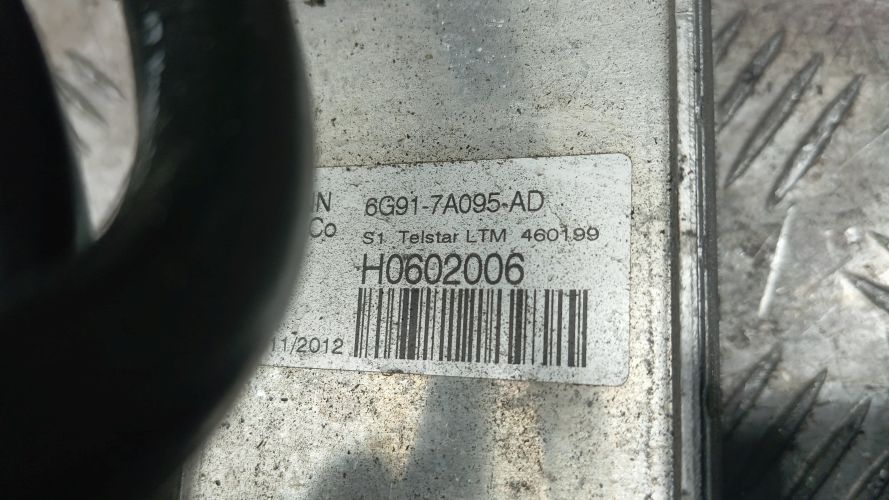 6G91-7A095-AD
Co S1 Telstar LTM 460199
H0602006
11/2012